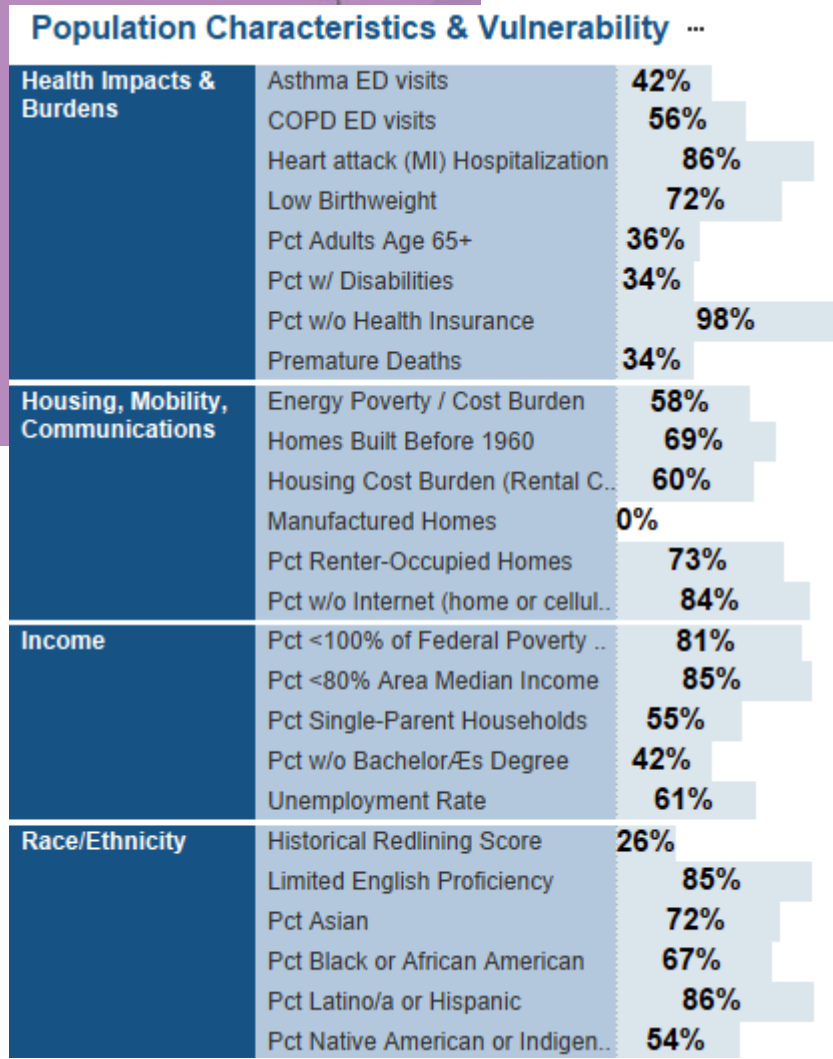 Population Characteristics & Vulnerability ...
Health Impacts &
Burdens
Asthma ED visits 42%
COPD ED visits 56%
Heart attack (MI) Hospitalization 86%
Low Birthweight 72%
Pct Adults Age 65+ 36%
Pct w/ Disabilities 34%
Pct w/o Health Insurance 98%
Premature Deaths 34%
Housing, Mobility,
Communications
Energy Poverty / Cost Burden 58%
Homes Built Before 1960 69%
Housing Cost Burden (Rental C.. 60%
Manufactured Homes 0%
Pct Renter-Occupied Homes 73%
Pct w/o Internet (home or cellul.. 84%
Income
Pct <100% of Federal Poverty .. 81%
Pct <80% Area Median Income 85%
Pct Single-Parent Households 55%
Pct w/o BachelorÆs Degree 42%
Unemployment Rate 61%
Race/Ethnicity
Historical Redlining Score 26%
Limited English Proficiency 85%
Pct Asian 72%
Pct Black or African American 67%
Pct Latino/a or Hispanic 86%
Pct Native American or Indigen.. 54%